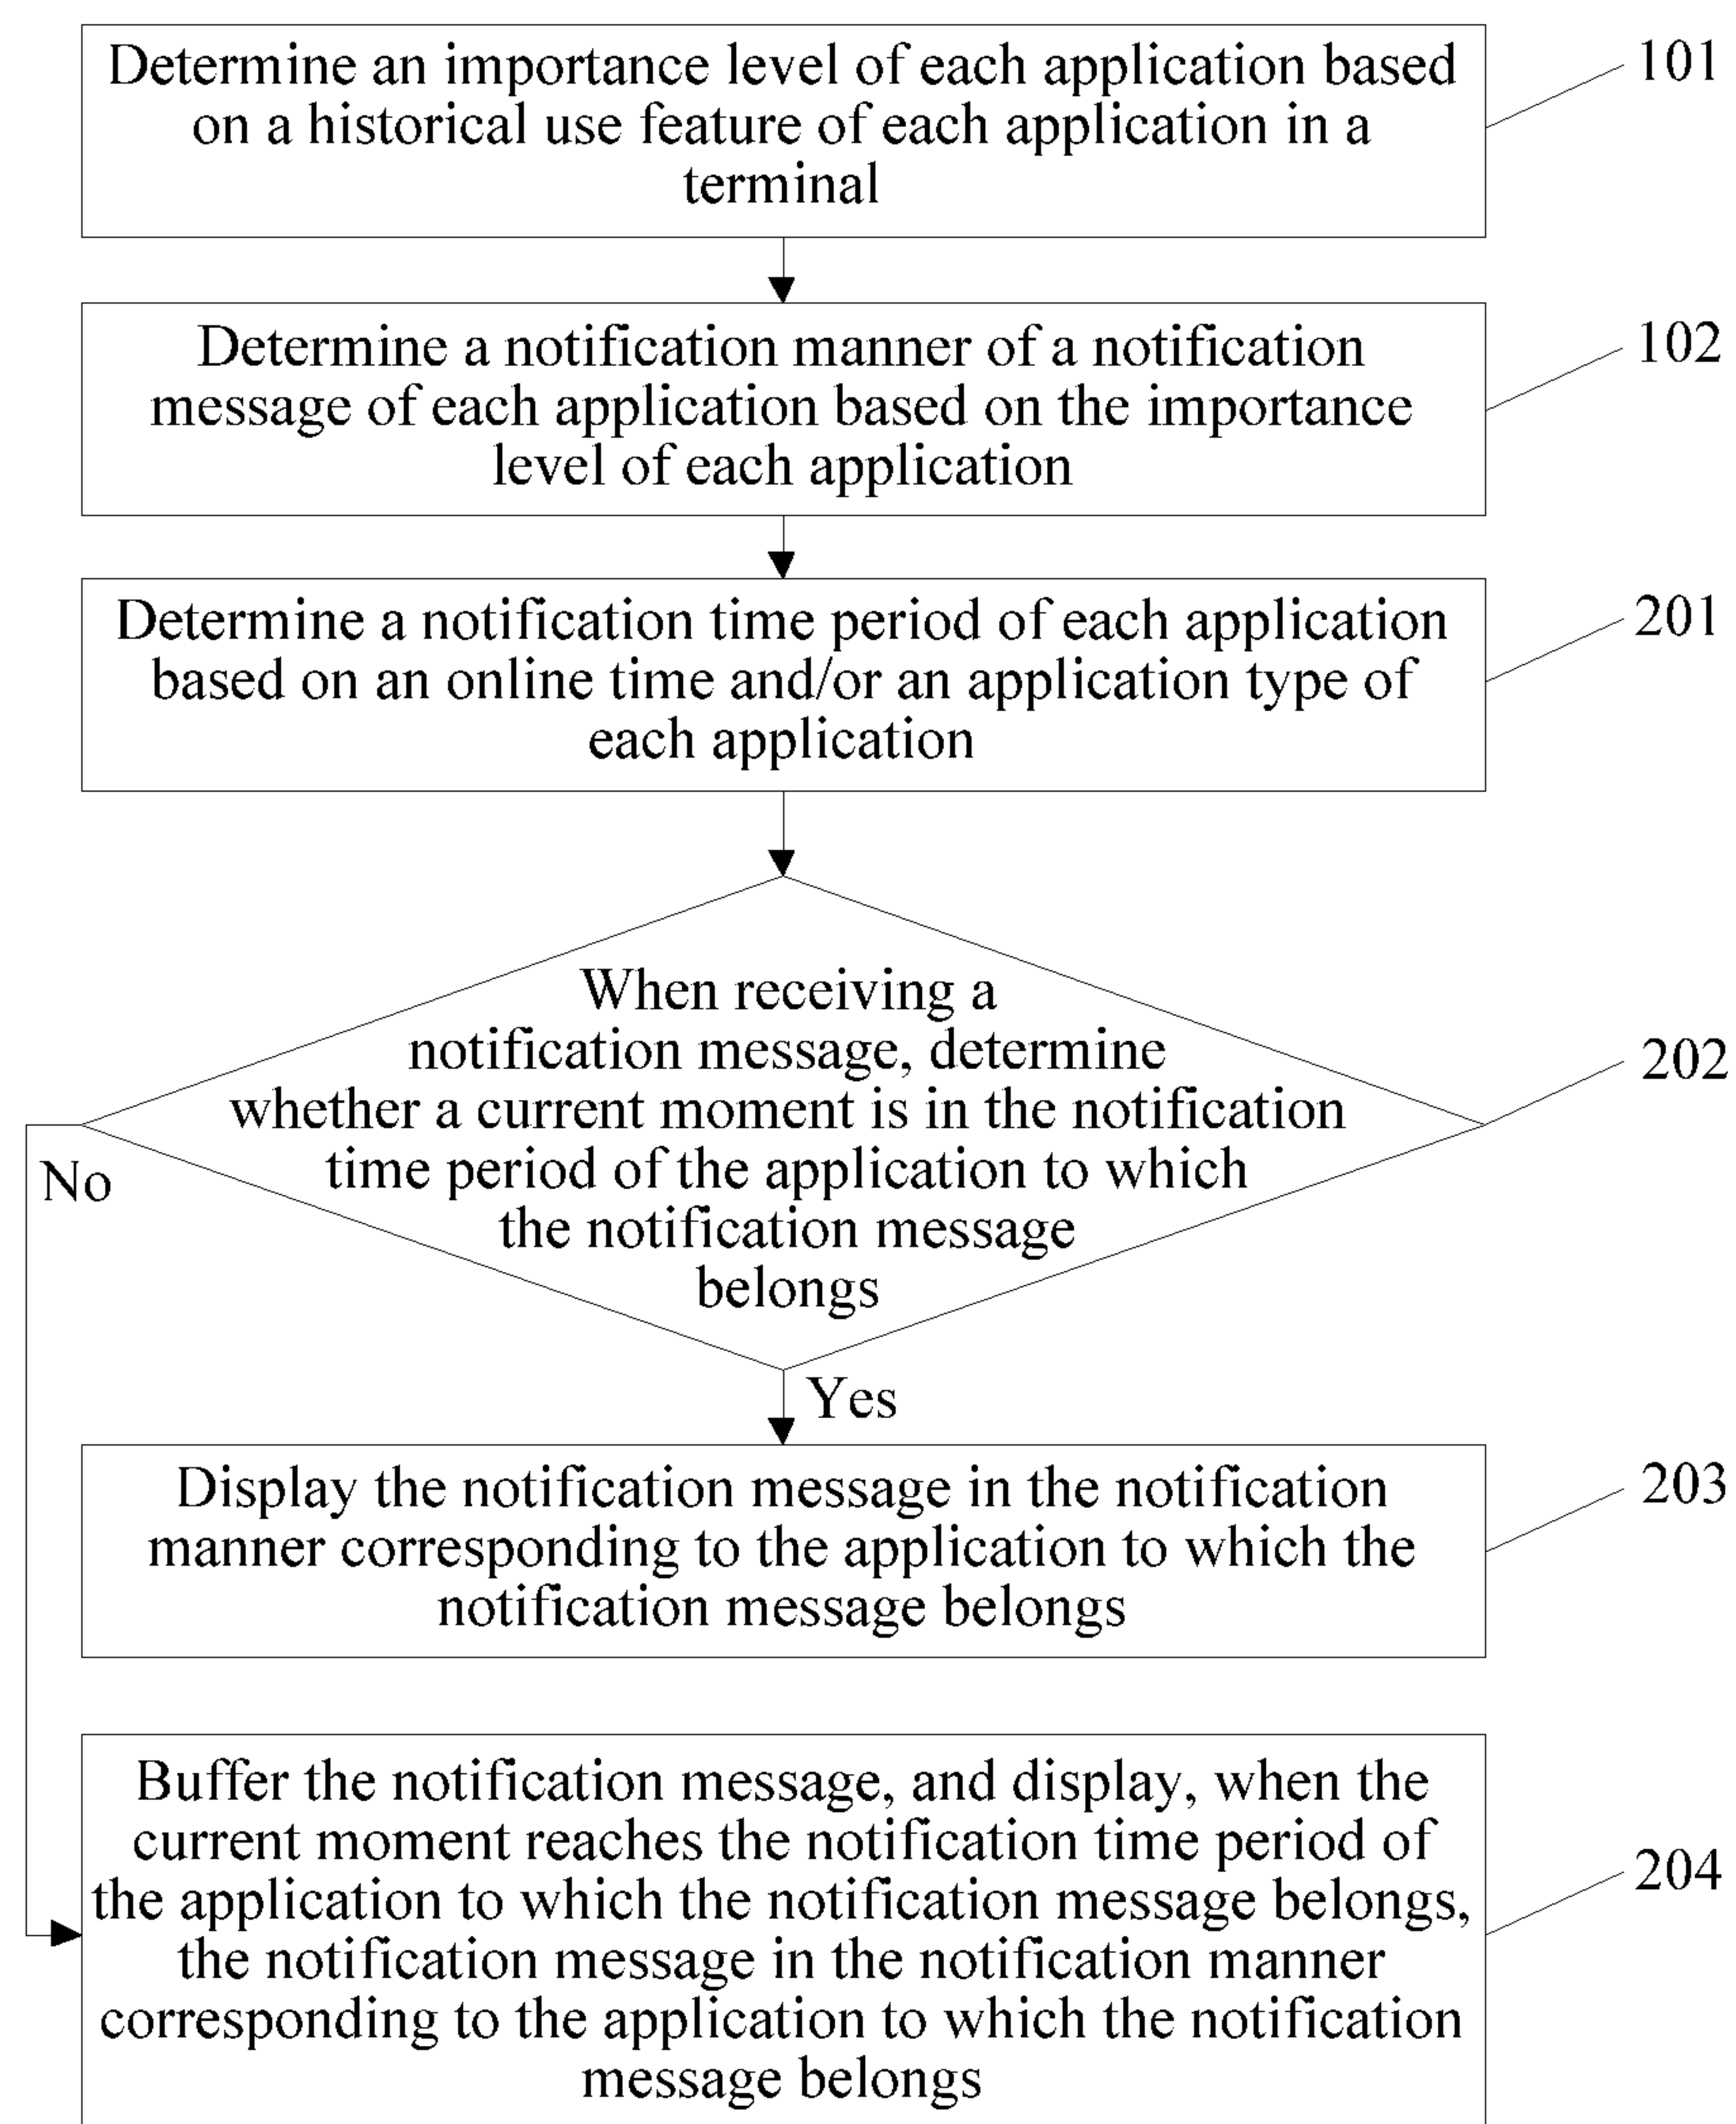 Determine an importance level of each application based
on a historical use feature of each application in a
terminal
101
Determine a notification manner of a notification
message of each application based on the importance
level of each application
102
Determine a notification time period of each application
based on an online time and/or an application type of
each application
201
When receiving a
notification message, determine
whether a current moment is in the notification
time period of the application to which
the notification message
belongs
202
No
Yes
Display the notification message in the notification
manner corresponding to the application to which the
notification message belongs
203
Buffer the notification message, and display, when the
current moment reaches the notification time period of
the application to which the notification message belongs,
the notification message in the notification manner
corresponding to the application to which the notification
message belongs
204